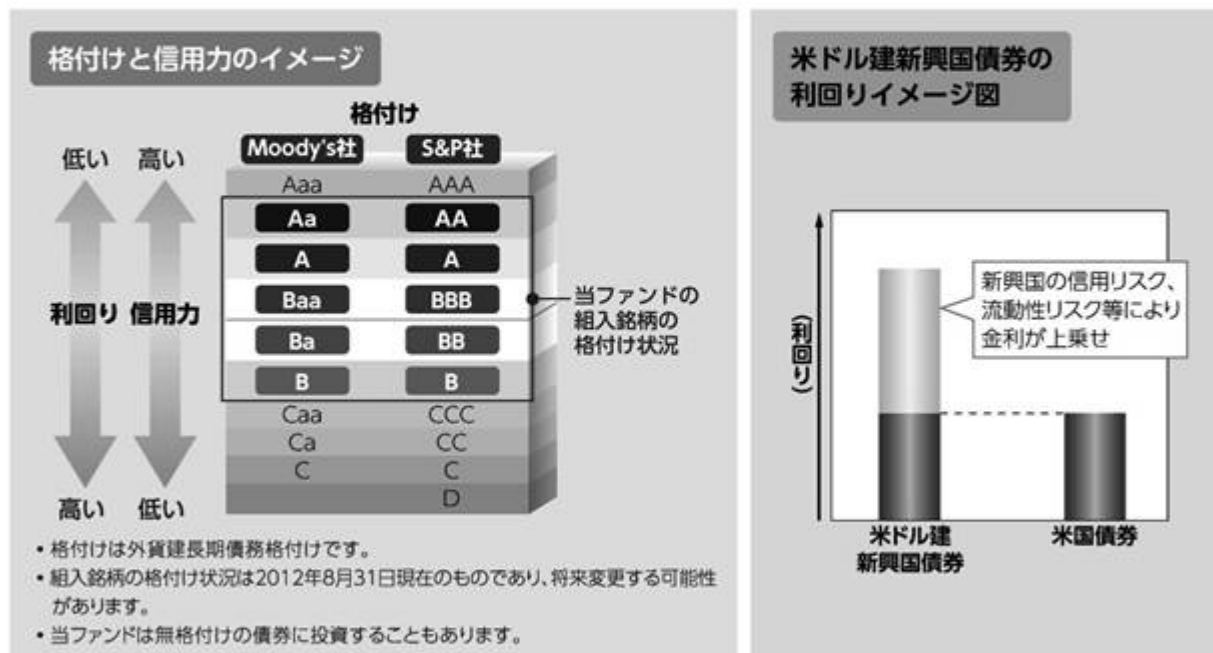 格付けと信用力のイメージ
格付け
低い 高い
Moody's社 S&P社
Aaa AAA
Aa AA
A A
Baa BBB
Ba BB
B B
Caa CCC
Ca CC
C C
D
利回り 信用力
高い 低い
当ファンドの
組入銘柄の
格付け状況
• 格付けは外貨建長期債務格付けです。
• 組入銘柄の格付け状況は2012年8月31日現在のものであり、将来変更する可能性
があります。
• 当ファンドは無格付けの債券に投資することもあります。
米ドル建新興国債券の
利回りイメージ図
(利回り)
新興国の信用リスク、
流動性リスク等により
金利が上乗せ
米ドル建
新興国債券
米国債券